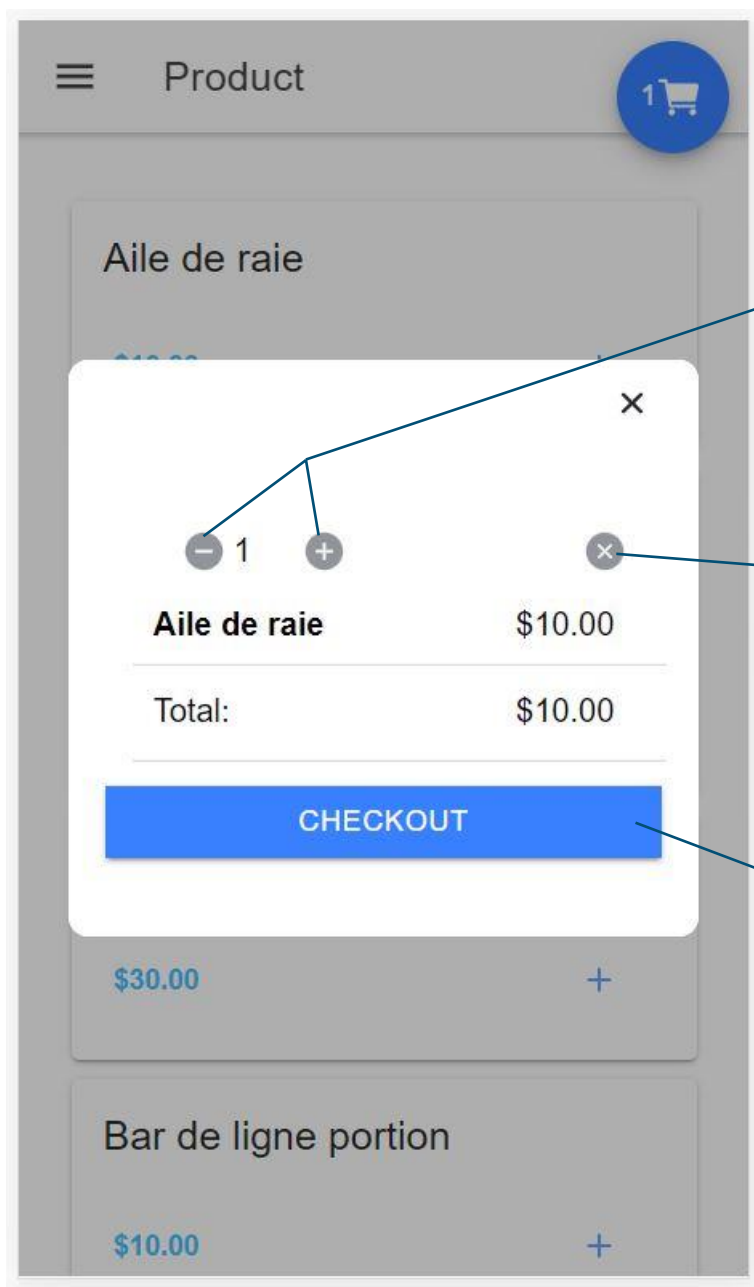 Product
1
Aile de raie
1
Aile de raie $10.00
Total: $10.00
CHECKOUT
$30.00
Bar de ligne portion
$10.00